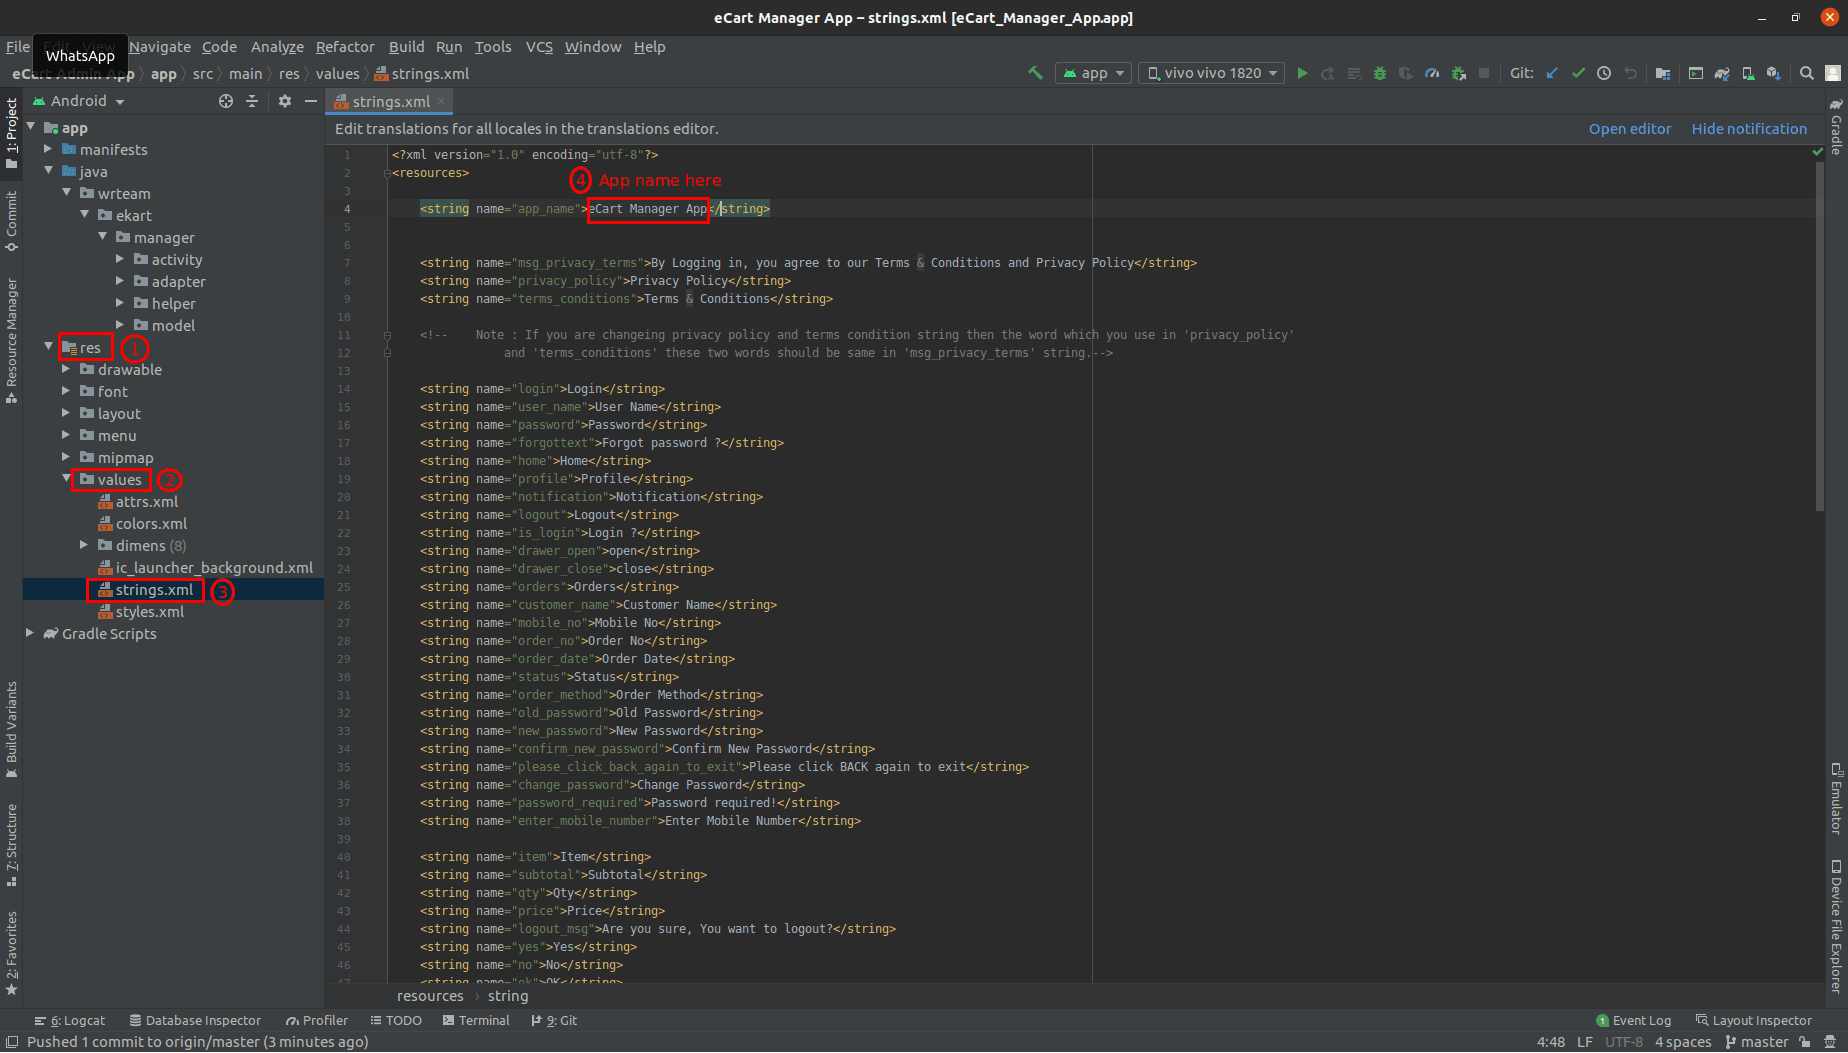 eCart Manager App – strings.xml [eCart_Manager_App.app]
File Edit View Navigate Code Analyze Refactor Build Run Tools VCS Window Help
WhatsApp
eCart Admin App app src main res values strings.xml
app vivo vivo 1820 Git:
Android
strings.xml
Edit translations for all locales in the translations editor. Open editor Hide notification
1: Project
Commit
Resource Manager
Build Variants
7: Structure
2: Favorites
app
manifests
java
wrteam
ekart
manager
activity
adapter
helper
model
res 1
drawable
font
layout
menu
mipmap
values 2
attrs.xml
colors.xml
dimens (8)
ic_launcher_background.xml
strings.xml 3
styles.xml
Gradle Scripts
1 <?xml version="1.0" encoding="utf-8"?>
2 <resources>
4 App name here
3
4 <string name="app_name">eCart Manager App</string>
5
6
7 <string name="msg_privacy_terms">By Logging in, you agree to our Terms & Conditions and Privacy Policy</string>
8 <string name="privacy_policy">Privacy Policy</string>
9 <string name="terms_conditions">Terms & Conditions</string>
10
11 <!-- Note : If you are changeing privacy policy and terms condition string then the word which you use in 'privacy_policy'
12 and 'terms_conditions' these two words should be same in 'msg_privacy_terms' string.-->
13
14 <string name="login">Login</string>
15 <string name="user_name">User Name</string>
16 <string name="password">Password</string>
17 <string name="forgottext">Forgot password ?</string>
18 <string name="home">Home</string>
19 <string name="profile">Profile</string>
20 <string name="notification">Notification</string>
21 <string name="logout">Logout</string>
22 <string name="is_login">Login ?</string>
23 <string name="drawer_open">open</string>
24 <string name="drawer_close">close</string>
25 <string name="orders">Orders</string>
26 <string name="customer_name">Customer Name</string>
27 <string name="mobile_no">Mobile No</string>
28 <string name="order_no">Order No</string>
29 <string name="order_date">Order Date</string>
30 <string name="status">Status</string>
31 <string name="order_method">Order Method</string>
32 <string name="old_password">Old Password</string>
33 <string name="new_password">New Password</string>
34 <string name="confirm_new_password">Confirm New Password</string>
35 <string name="please_click_back_again_to_exit">Please click BACK again to exit</string>
36 <string name="change_password">Change Password</string>
37 <string name="password_required">Password required!</string>
38 <string name="enter_mobile_number">Enter Mobile Number</string>
39
40 <string name="item">Item</string>
41 <string name="subtotal">Subtotal</string>
42 <string name="qty">Qty</string>
43 <string name="price">Price</string>
44 <string name="logout_msg">Are you sure, You want to logout?</string>
45 <string name="yes">Yes</string>
46 <string name="no">No</string>
47 <string name="ok">OK</string>
resources string
Gradle
Emulator
Device File Explorer
6: Logcat Database Inspector Profiler TODO Terminal 9: Git 1 Event Log Layout Inspector
Pushed 1 commit to origin/master (3 minutes ago) 4:48 LF UTF-8 4 spaces master